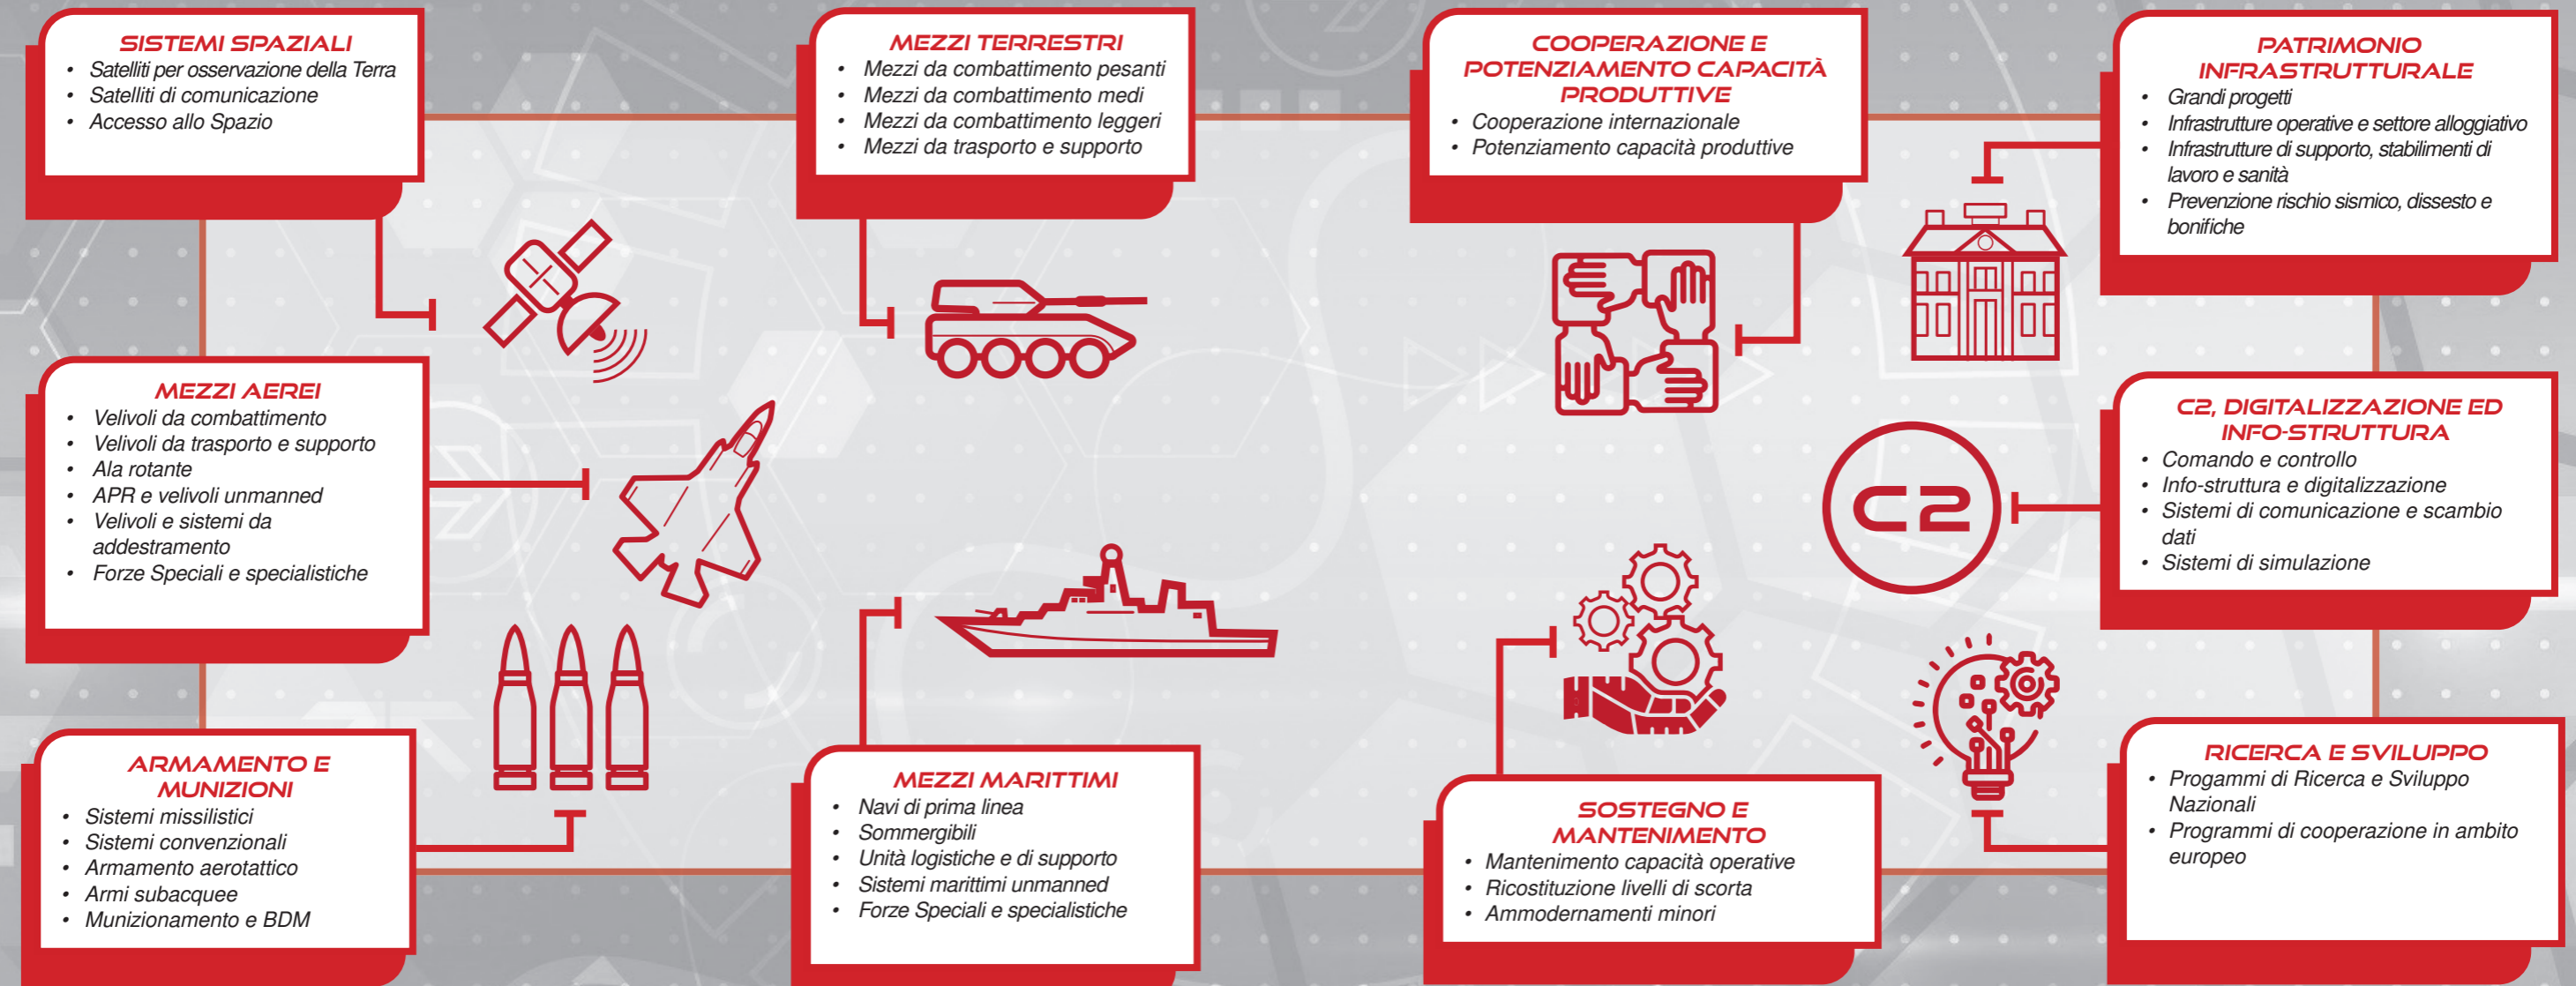 SISTEMI SPAZIALI
• Satelliti per osservazione della Terra
• Satelliti di comunicazione
• Accesso allo Spazio
MEZZI TERRESTRI
• Mezzi da combattimento pesanti
• Mezzi da combattimento medi
• Mezzi da combattimento leggeri
• Mezzi da trasporto e supporto
COOPERAZIONE E
POTENZIAMENTO CAPACITÀ
PRODUTTIVE
• Cooperazione internazionale
• Potenziamento capacità produttive
PATRIMONIO
INFRASTRUTTURALE
• Grandi progetti
• Infrastrutture operative e settore alloggiativo
• Infrastrutture di supporto, stabilimenti di
lavoro e sanità
• Prevenzione rischio sismico, dissesto e
bonifiche
MEZZI AEREI
• Velivoli da combattimento
• Velivoli da trasporto e supporto
• Ala rotante
• APR e velivoli unmanned
• Velivoli e sistemi da
addestramento
• Forze Speciali e specialistiche
C2
C2, DIGITALIZZAZIONE ED
INFO-STRUTTURA
• Comando e controllo
• Info-struttura e digitalizzazione
• Sistemi di comunicazione e scambio
dati
• Sistemi di simulazione
ARMAMENTO E
MUNIZIONI
• Sistemi missilistici
• Sistemi convenzionali
• Armamento aerotattico
• Armi subacquee
• Munizionamento e BDM
MEZZI MARITTIMI
• Navi di prima linea
• Sommergibili
• Unità logistiche e di supporto
• Sistemi marittimi unmanned
• Forze Speciali e specialistiche
SOSTEGNO E
MANTENIMENTO
• Mantenimento capacità operative
• Ricostituzione livelli di scorta
• Ammodernamenti minori
RICERCA E SVILUPPO
• Progammi di Ricerca e Sviluppo
Nazionali
• Programmi di cooperazione in ambito
europeo